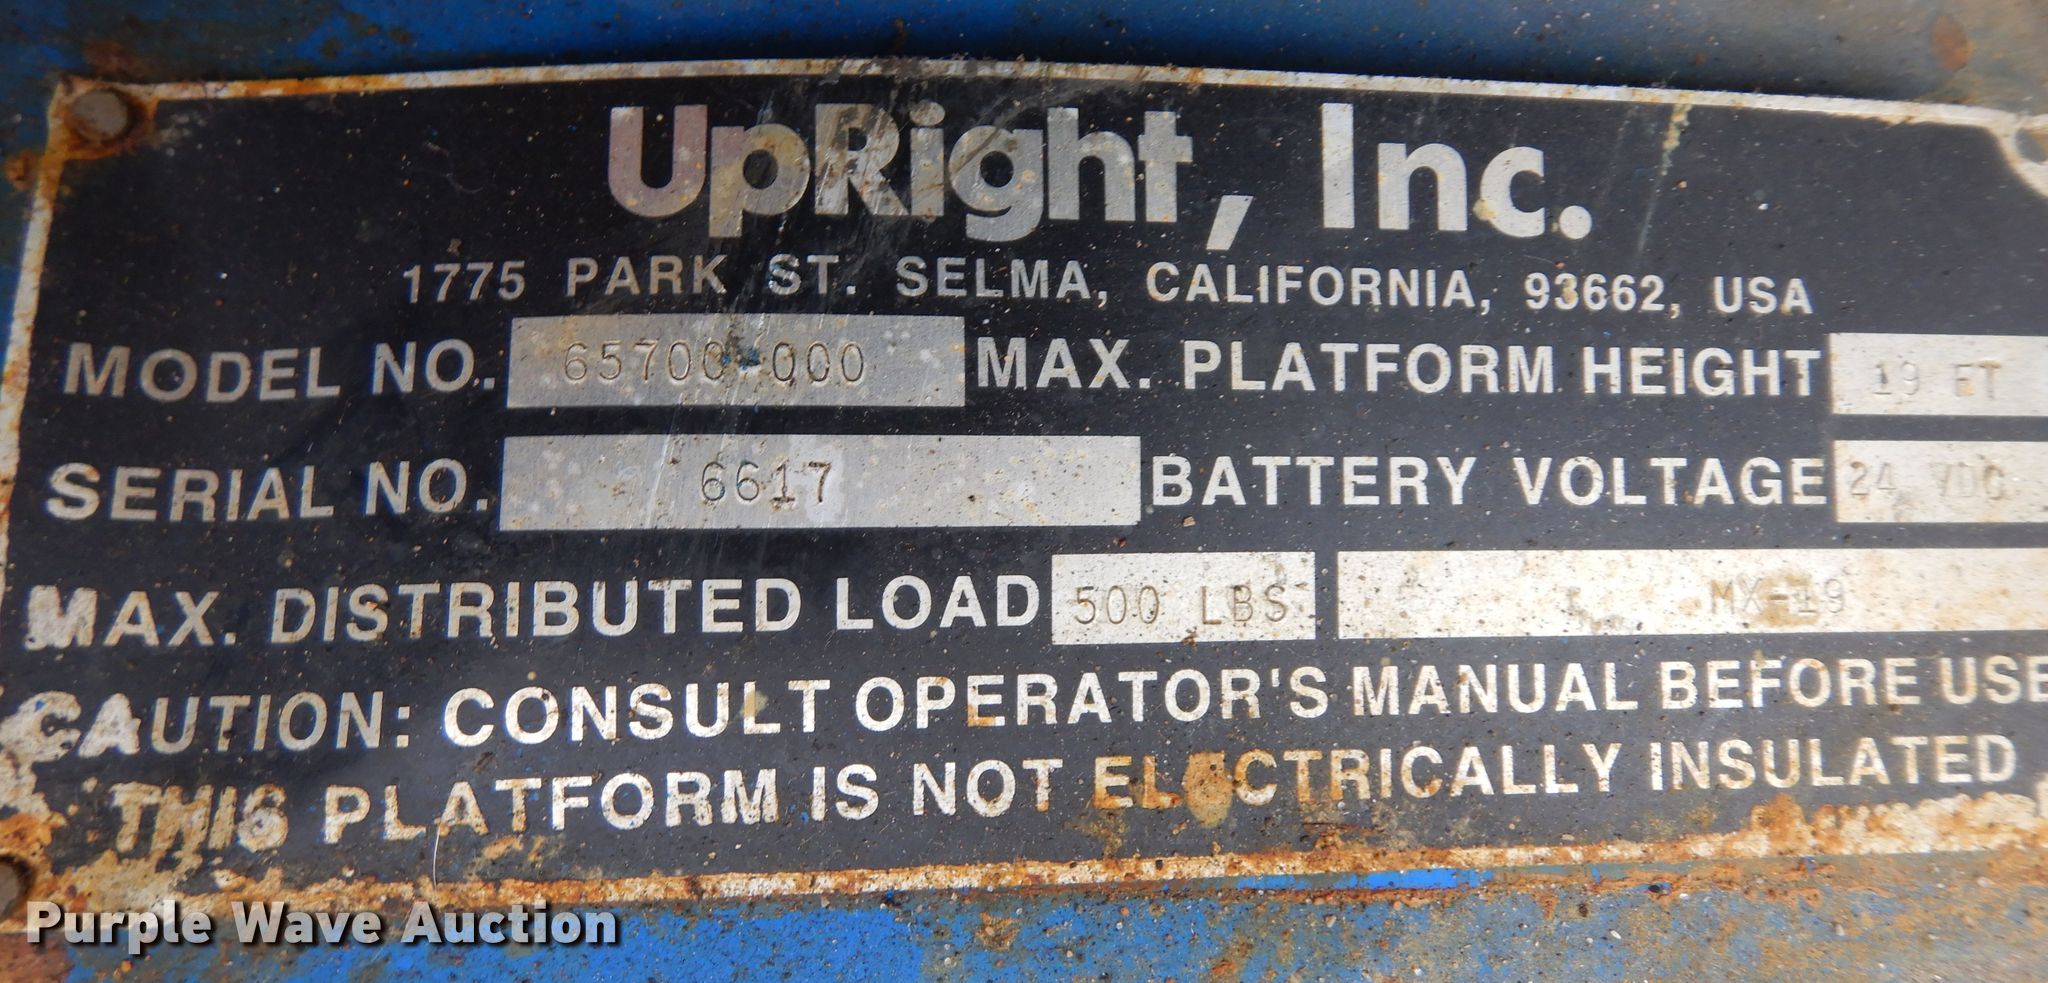 UpRight, Inc.
1775 PARK ST. SELMA, CALIFORNIA, 93662, USA
MODEL NO. 65700-000 MAX. PLATFORM HEIGHT 19 FT
SERIAL NO. 6617 BATTERY VOLTAGE 24 VDC
MAX. DISTRIBUTED LOAD 500 LBS MX-19
CAUTION: CONSULT OPERATOR'S MANUAL BEFORE USE
THIS PLATFORM IS NOT ELECTRICALLY INSULATED
Purple Wave Auction